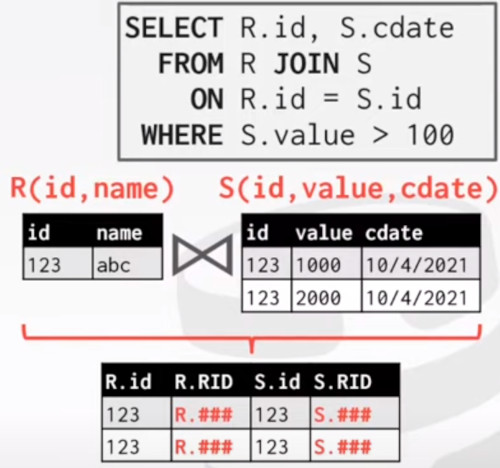 SELECT R.id, S.cdate
FROM R JOIN S
ON R.id = S.id
WHERE S.value > 100
R(id,name) S(id,value,cdate)
id name id value cdate
123 abc 123 1000 10/4/2021
123 2000 10/4/2021
R.id R.RID S.id S.RID
123 R.### 123 S.###
123 R.### 123 S.###